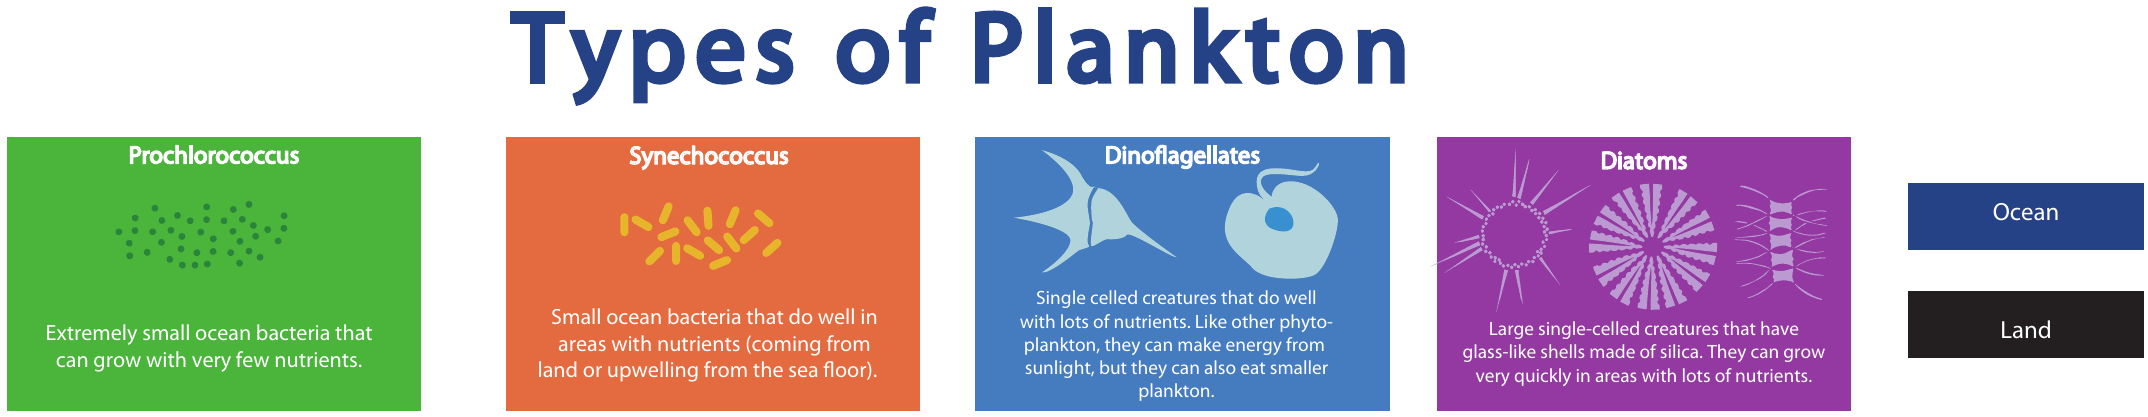 Types of Plankton
Prochlorococcus
Extremely small ocean bacteria that
can grow with very few nutrients.
Synechococcus
Small ocean bacteria that do well in
areas with nutrients (coming from
land or upwelling from the sea floor).
Dinoflagellates
Single celled creatures that do well
with lots of nutrients. Like other phyto-
plankton, they can make energy from
sunlight, but they can also eat smaller
plankton.
Diatoms
Large single-celled creatures that have
glass-like shells made of silica. They can grow
very quickly in areas with lots of nutrients.
Ocean
Land